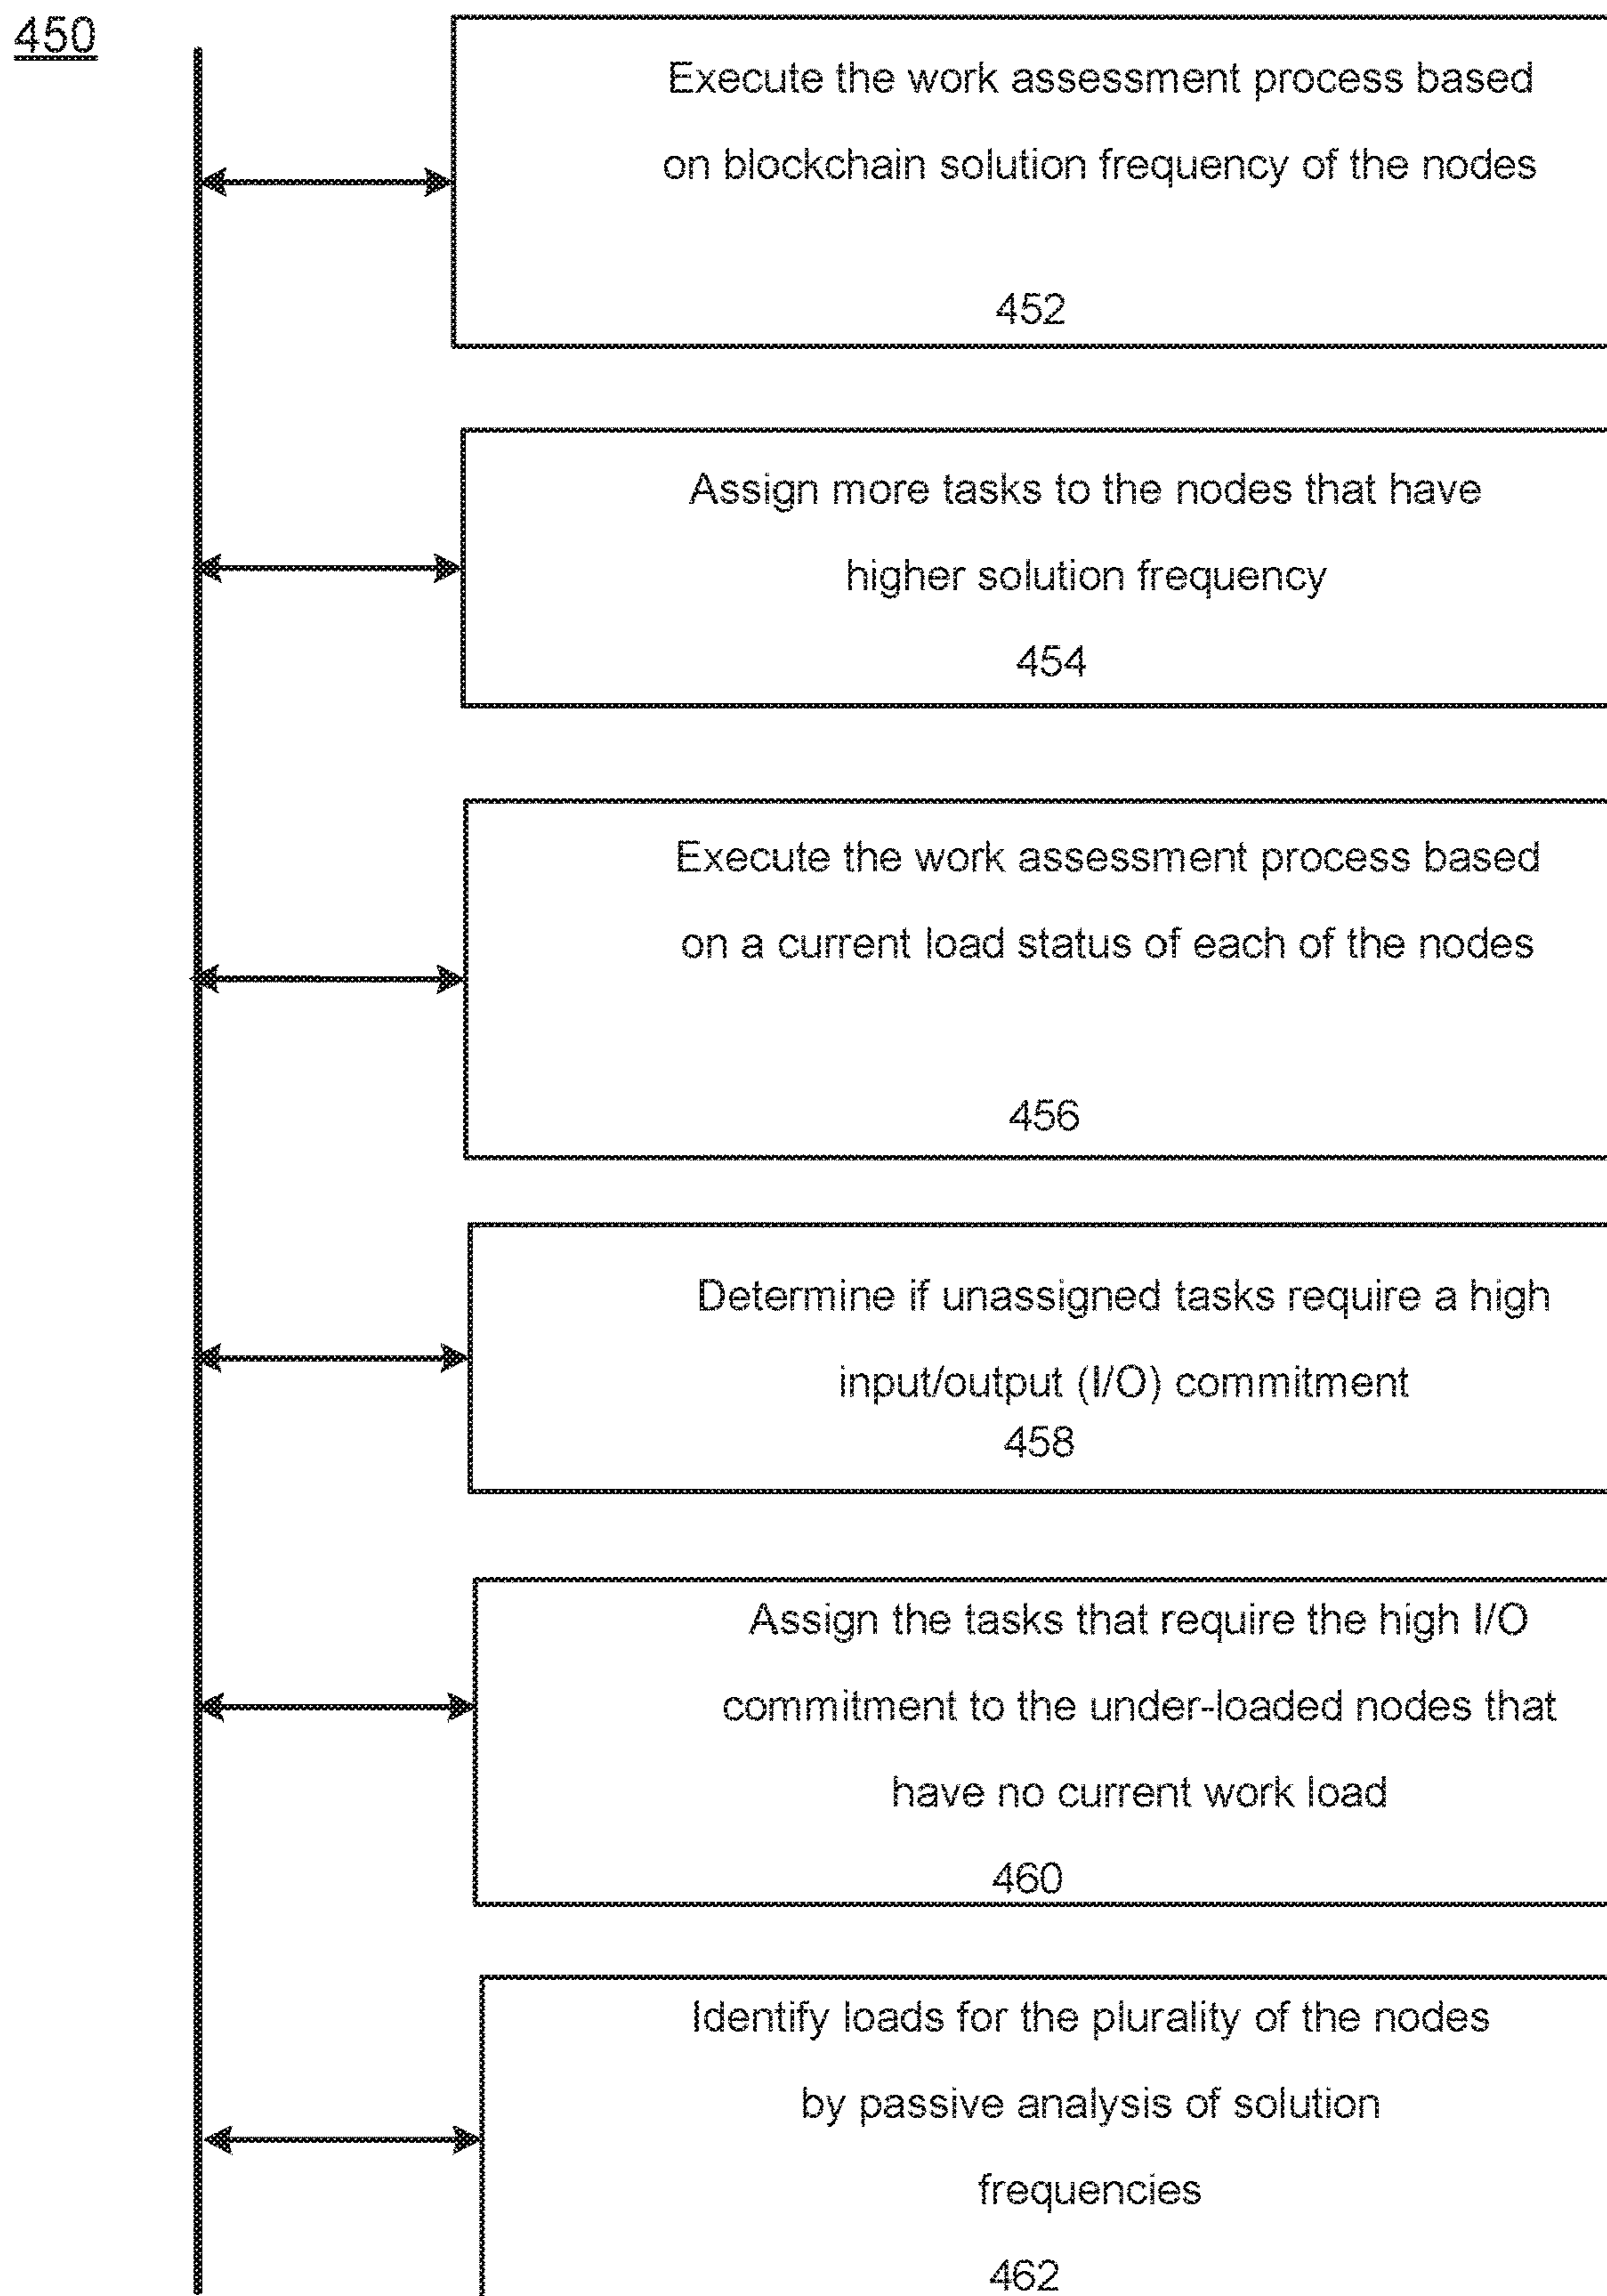 450
Execute the work assessment process based
on blockchain solution frequency of the nodes
452
Assign more tasks to the nodes that have
higher solution frequency
454
Execute the work assessment process based
on a current load status of each of the nodes
456
Determine if unassigned tasks require a high
input/output (I/O) commitment
458
Assign the tasks that require the high I/O
commitment to the under-loaded nodes that
have no current work load
460
Identify loads for the plurality of the nodes
by passive analysis of solution
frequencies
462